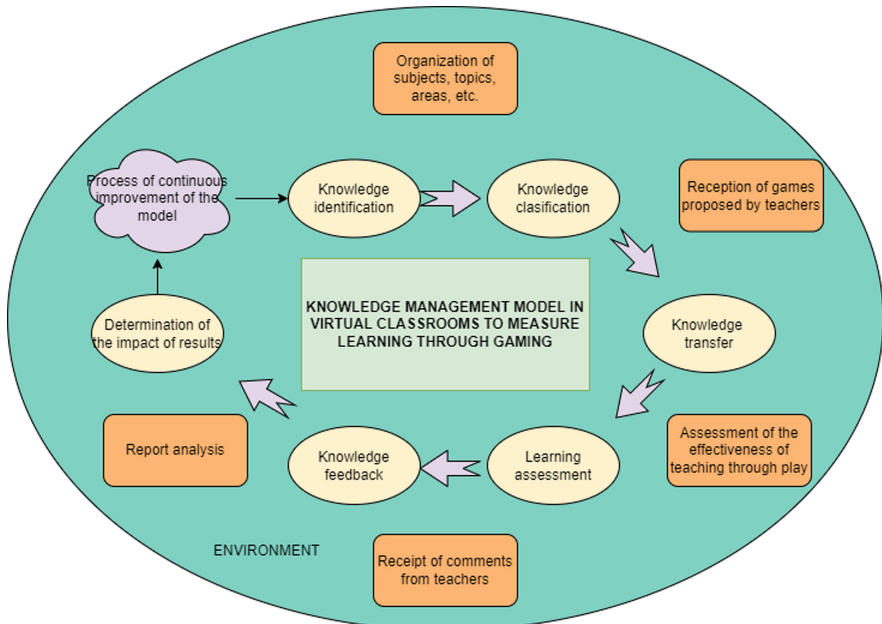 Organization of
subjects, topics,
areas, etc.
Process of continuous
improvement of the
model
Knowledge
identification
Knowledge
clasification
Reception of games
proposed by teachers
KNOWLEDGE MANAGEMENT MODEL IN
VIRTUAL CLASSROOMS TO MEASURE
LEARNING THROUGH GAMING
Determination of
the impact of results
Knowledge
transfer
Report analysis
Knowledge
feedback
Learning
assessment
Assessment of the
effectiveness of
teaching through play
ENVIRONMENT
Receipt of comments
from teachers